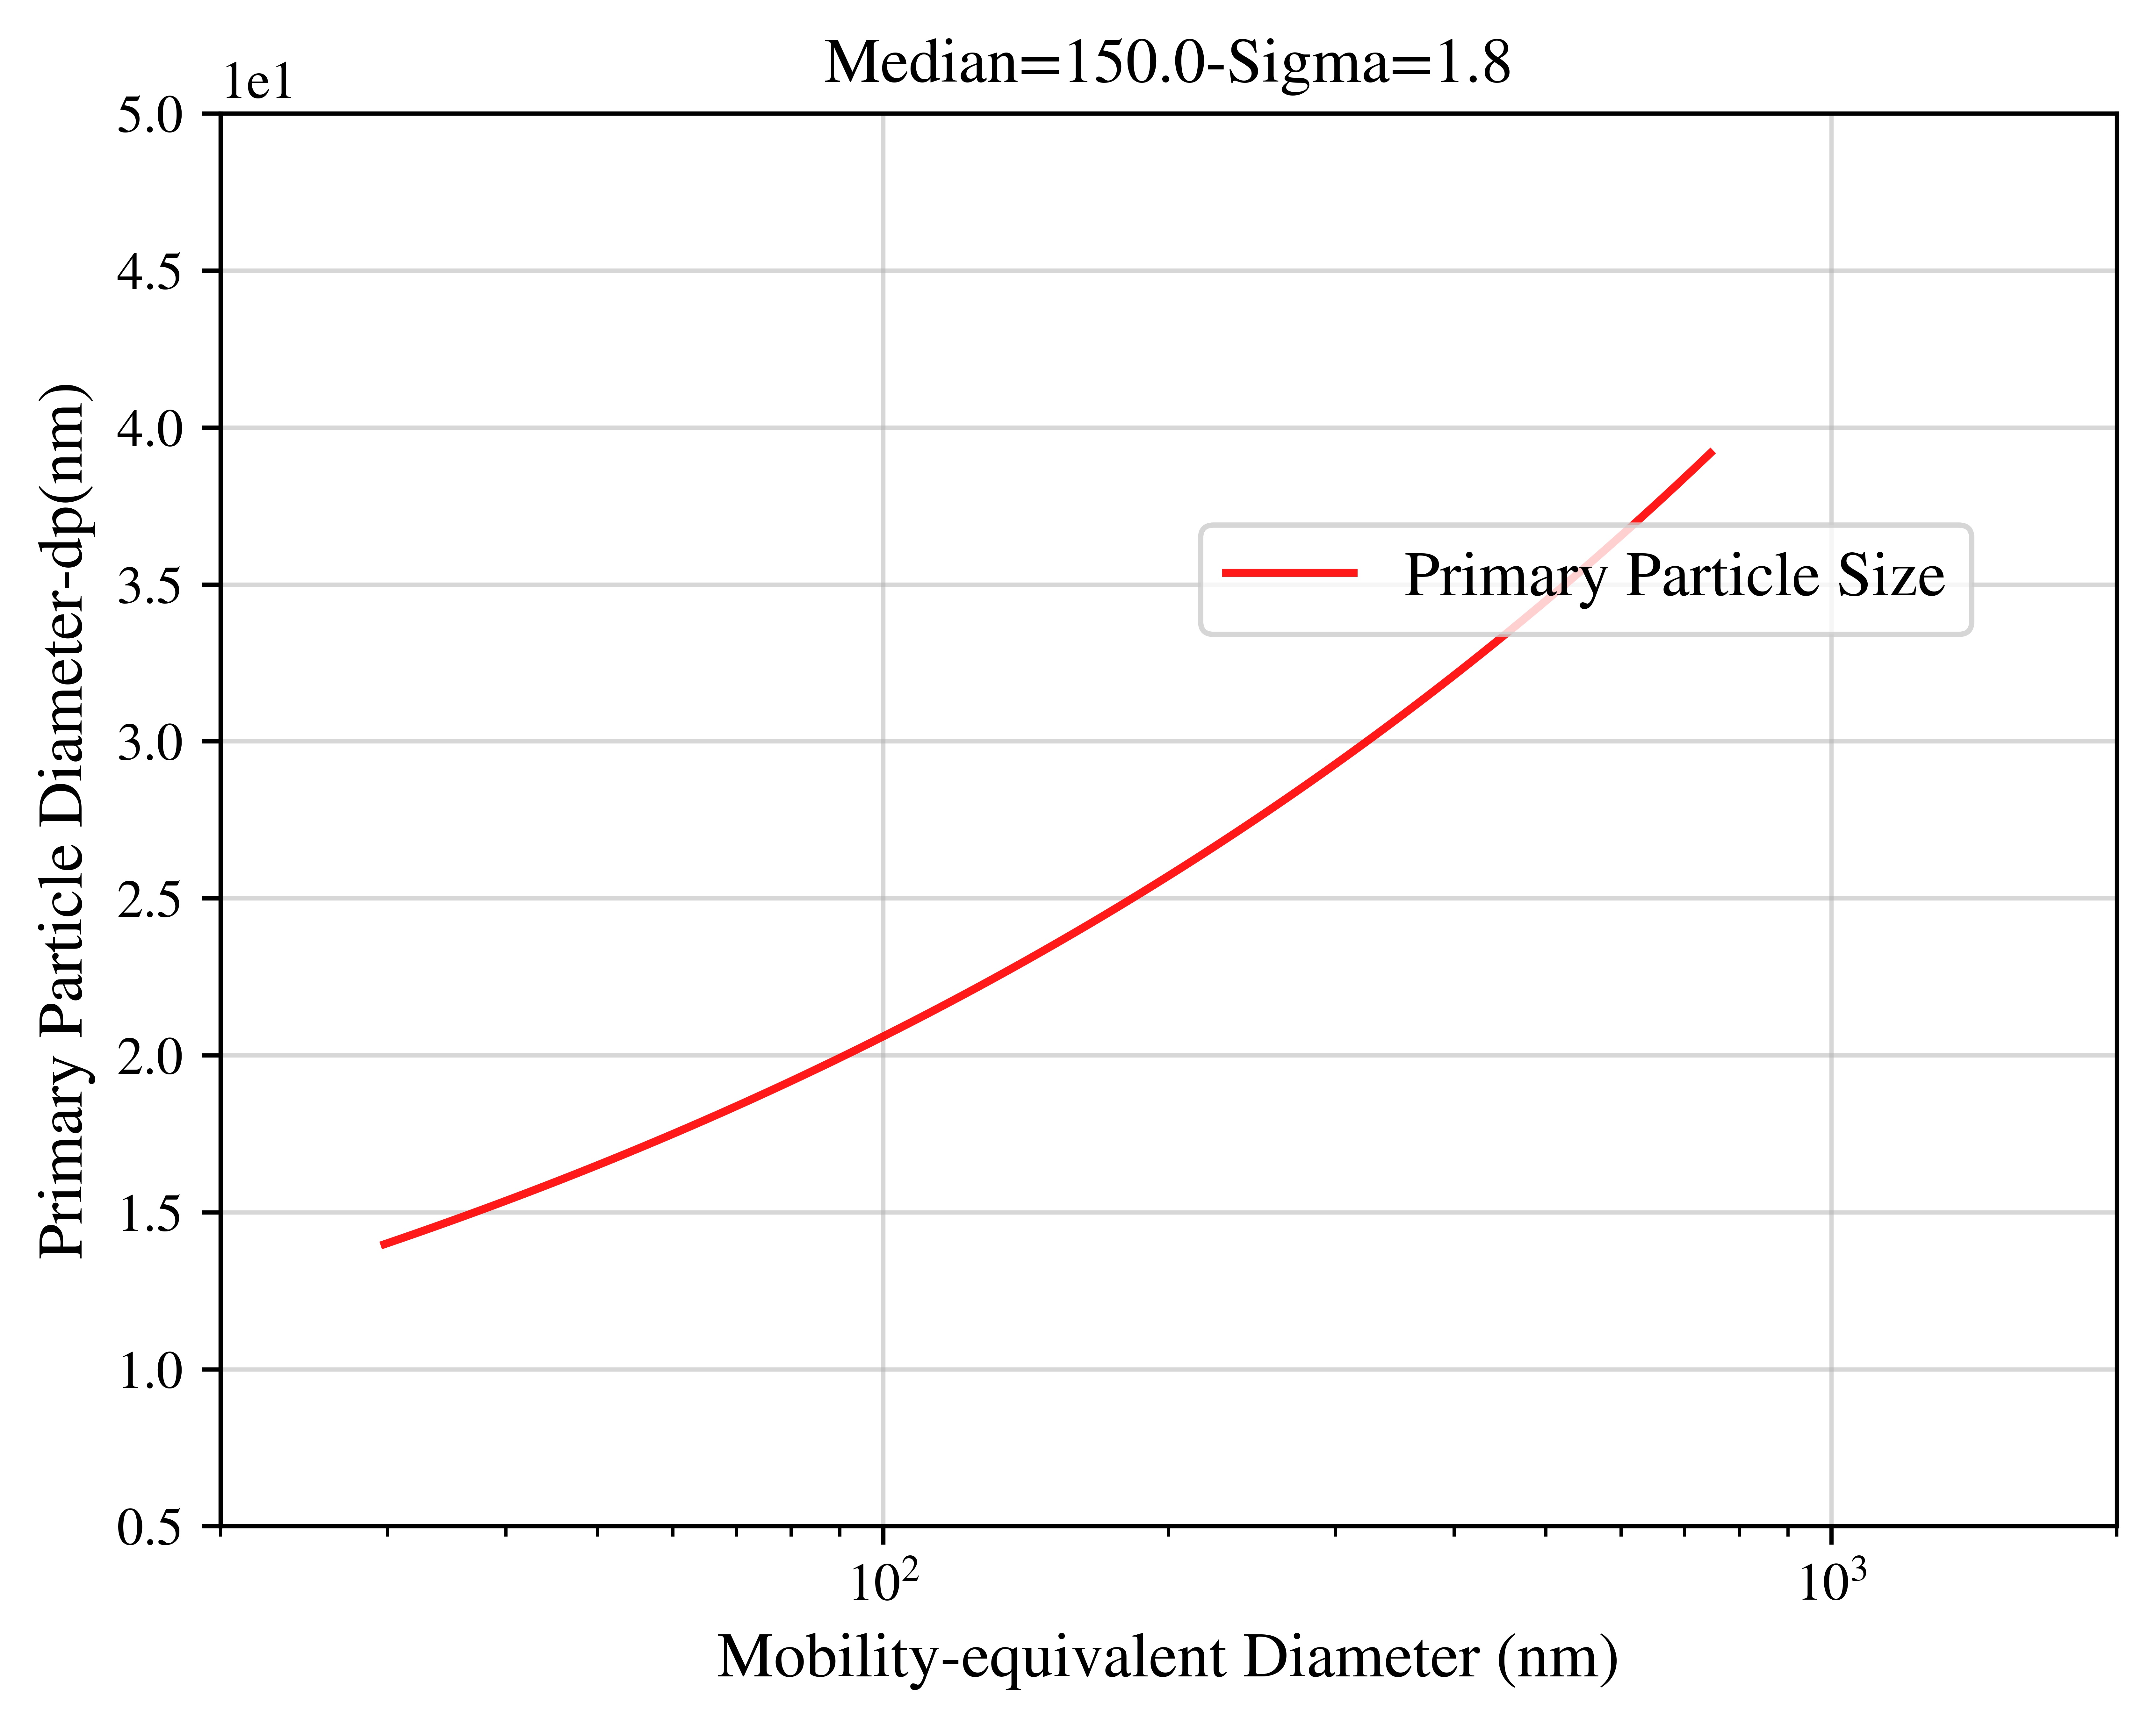 Median=150.0-Sigma=1.8
1e1
5.0
4.5
4.0
3.5
3.0
2.5
2.0
1.5
1.0
0.5
Primary Particle Diameter-dp(nm)
Primary Particle Size
10²
10³
Mobility-equivalent Diameter (nm)